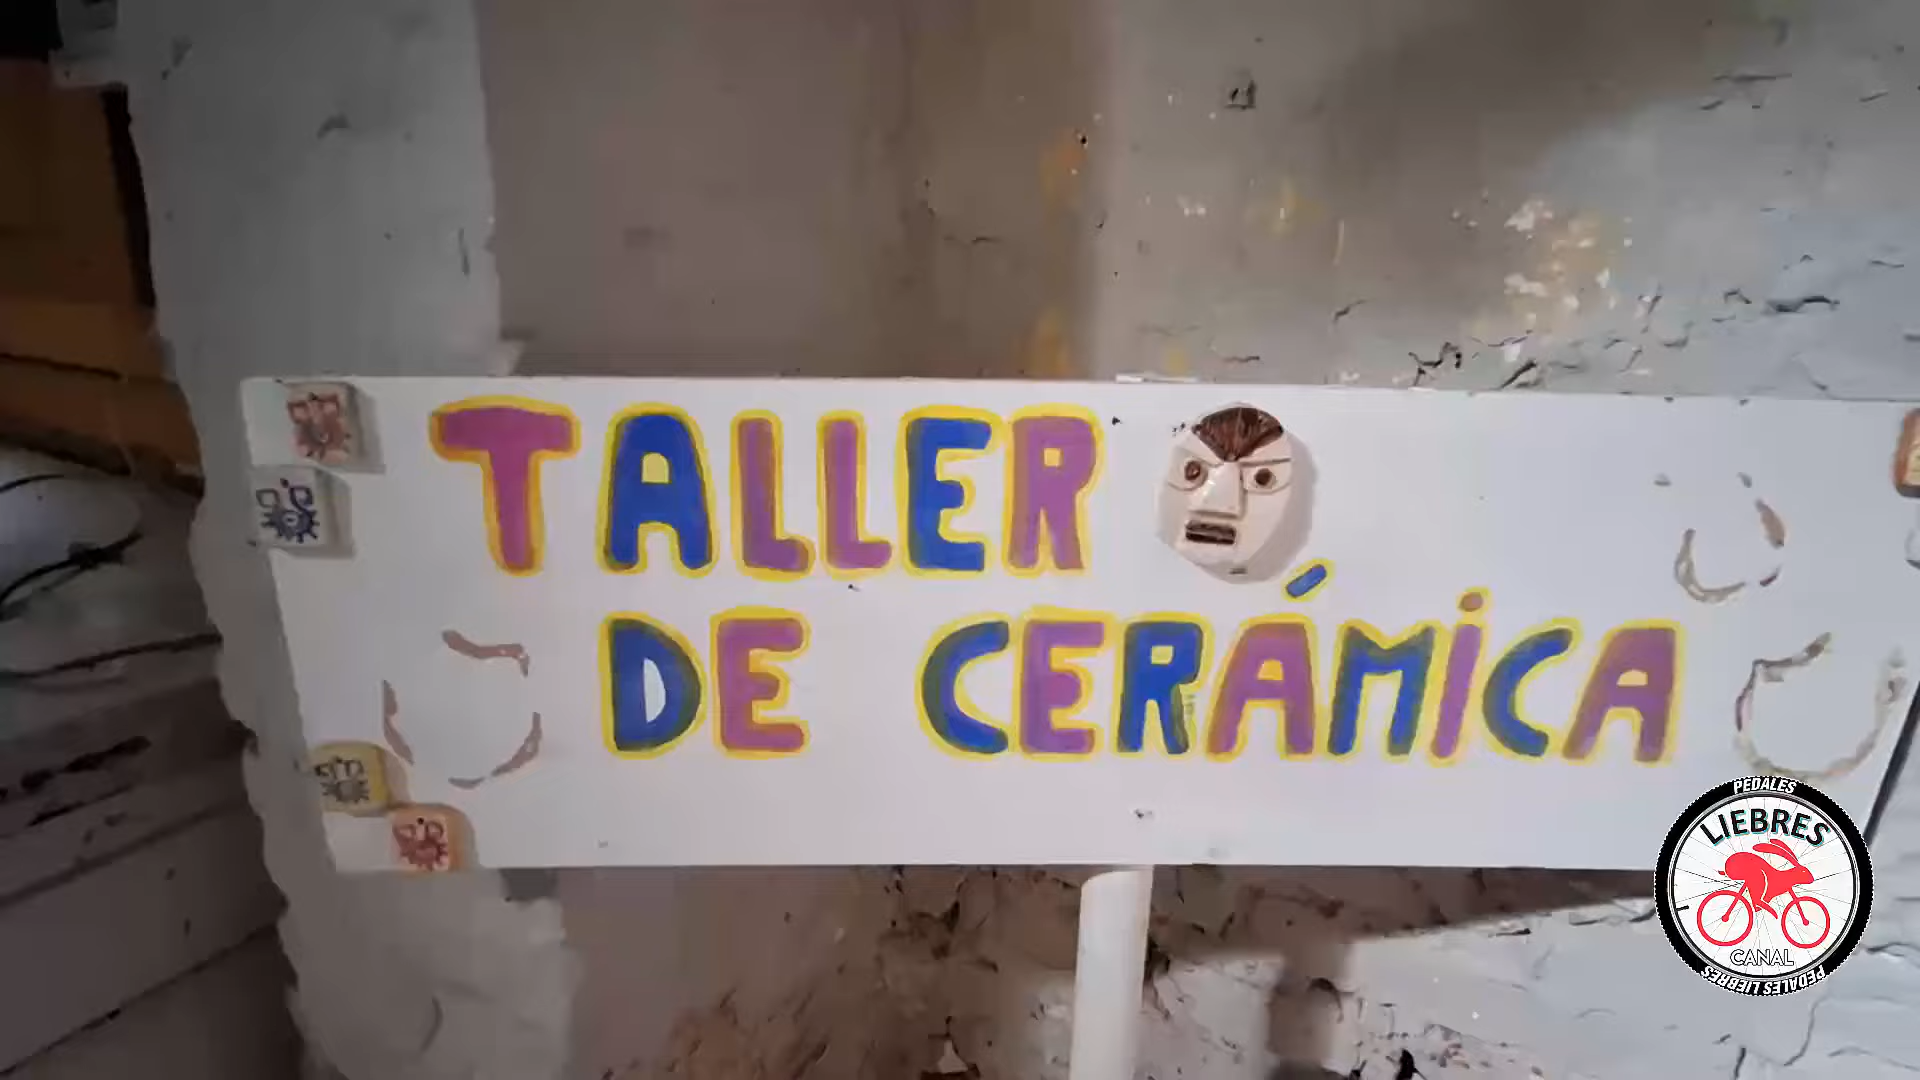 TALLER
DE CERÁMICA
PEDALES
LIEBRES
CANAL
PEDALES LIEBRES